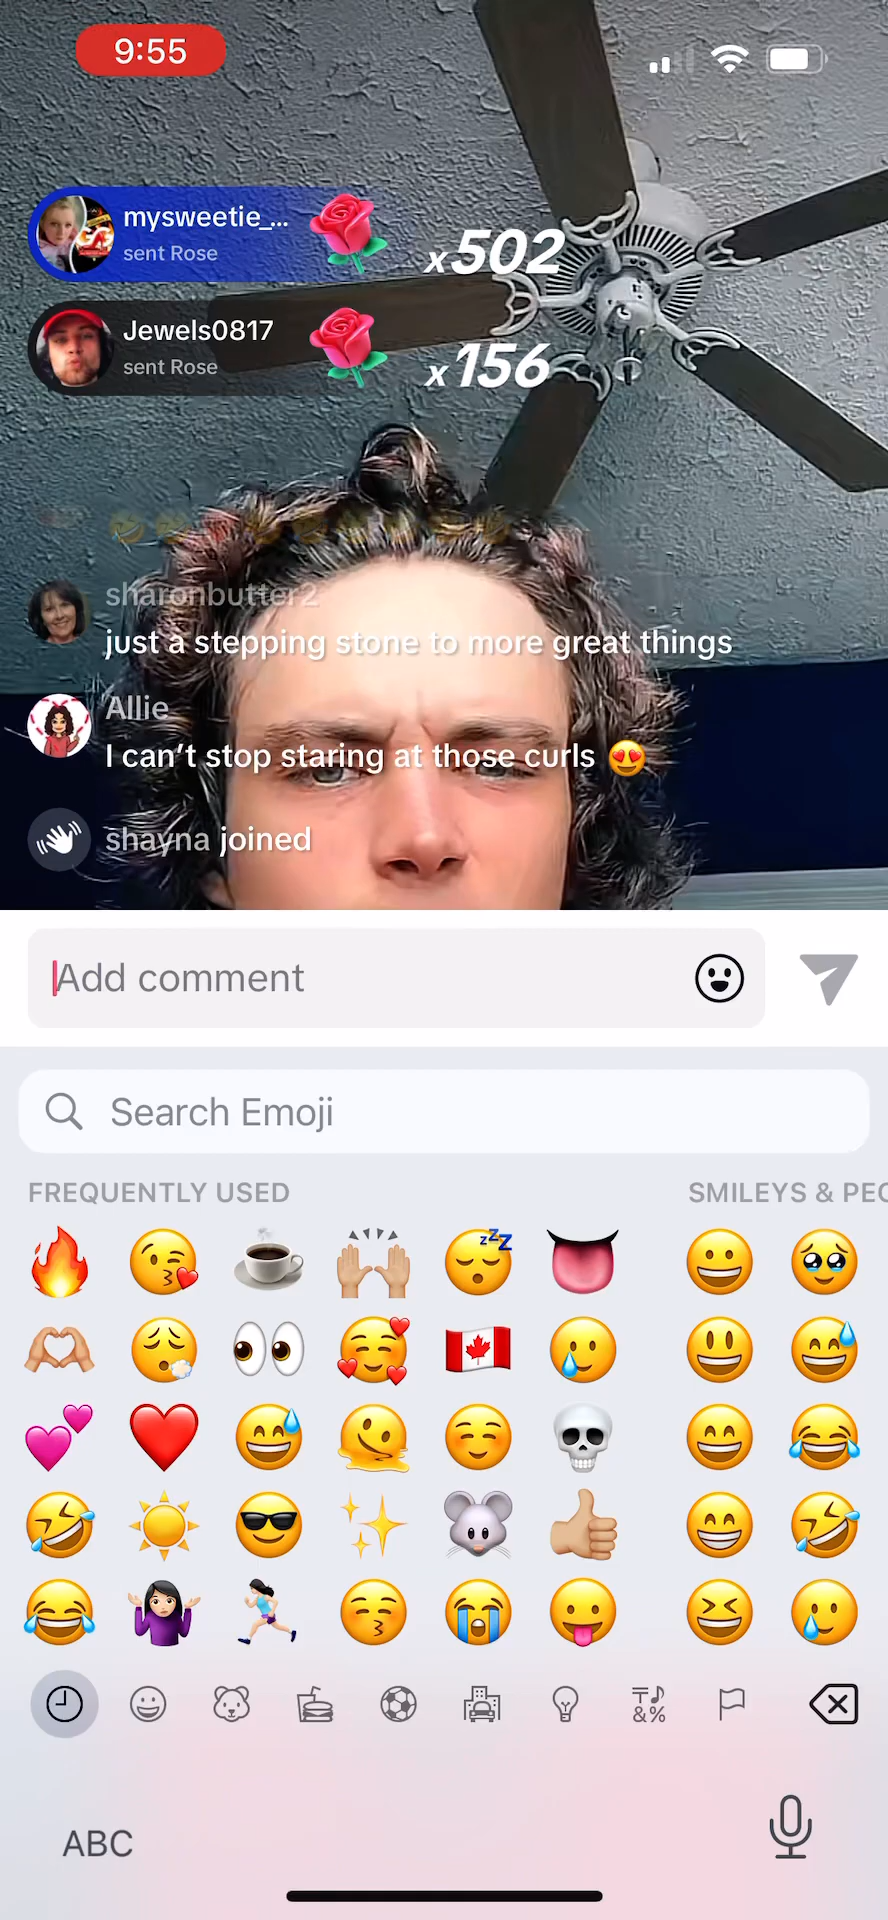 9:55
mysweetie_...
sent Rose
x502
Jewels0817
sent Rose
x156
sharonbutter2
just a stepping stone to more great things
Allie
I can't stop staring at those curls 😍
shayna joined
Add comment
Search Emoji
FREQUENTLY USED
SMILEYS & PEO
ABC